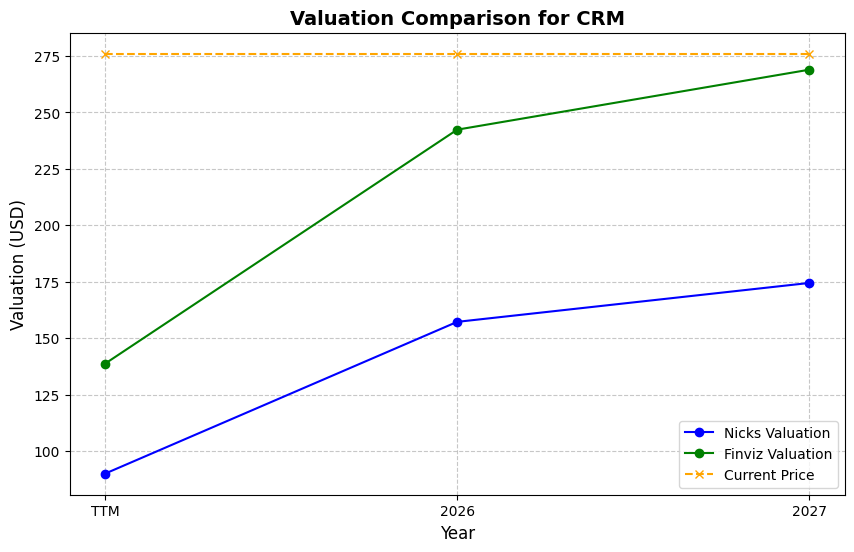 Valuation Comparison for CRM
275
250
225
200
175
150
125
100
Valuation (USD)
TTM
2026
2027
Year
Nicks Valuation
Finviz Valuation
Current Price